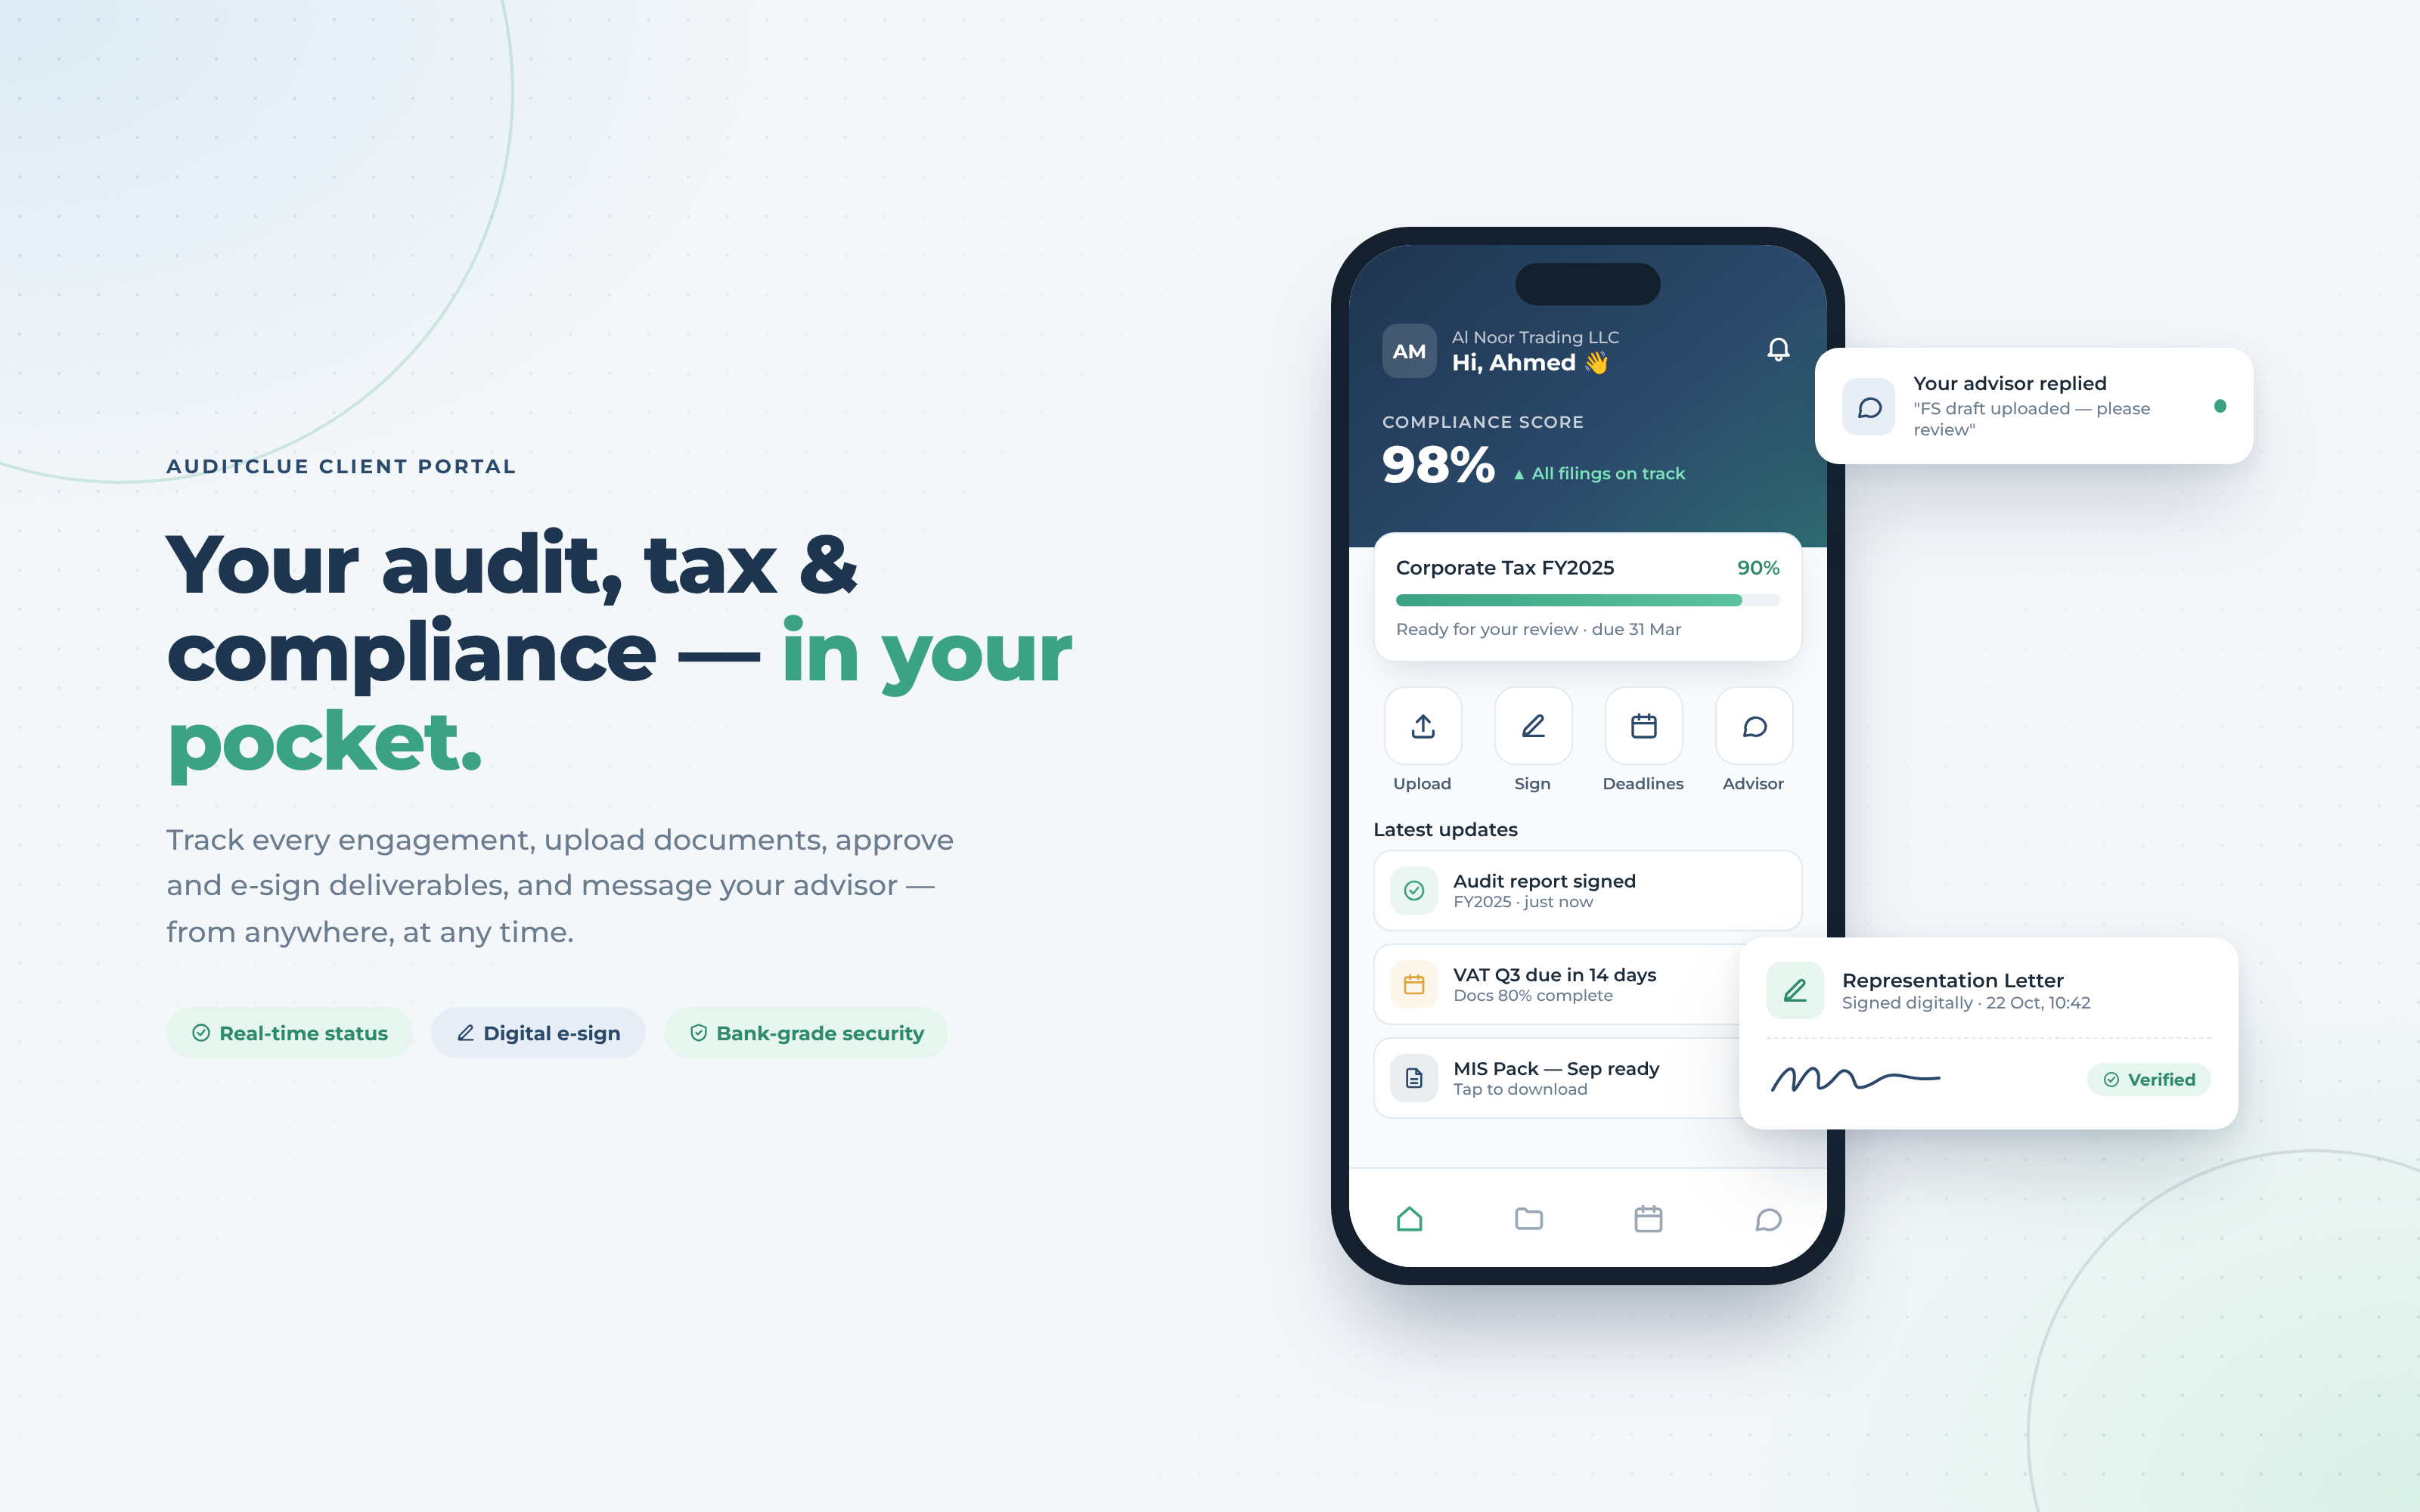 AUDITCLUE CLIENT PORTAL
Your audit, tax &
compliance — in your
pocket.
Track every engagement, upload documents, approve
and e-sign deliverables, and message your advisor —
from anywhere, at any time.
Real-time status
Digital e-sign
Bank-grade security
AM
Al Noor Trading LLC
Hi, Ahmed 👋
COMPLIANCE SCORE
98% ▲ All filings on track
Corporate Tax FY2025 90%
Ready for your review · due 31 Mar
Upload
Sign
Deadlines
Advisor
Latest updates
Audit report signed
FY2025 · just now
VAT Q3 due in 14 days
Docs 80% complete
MIS Pack — Sep ready
Tap to download
Your advisor replied
"FS draft uploaded — please
review"
Representation Letter
Signed digitally · 22 Oct, 10:42
Verified